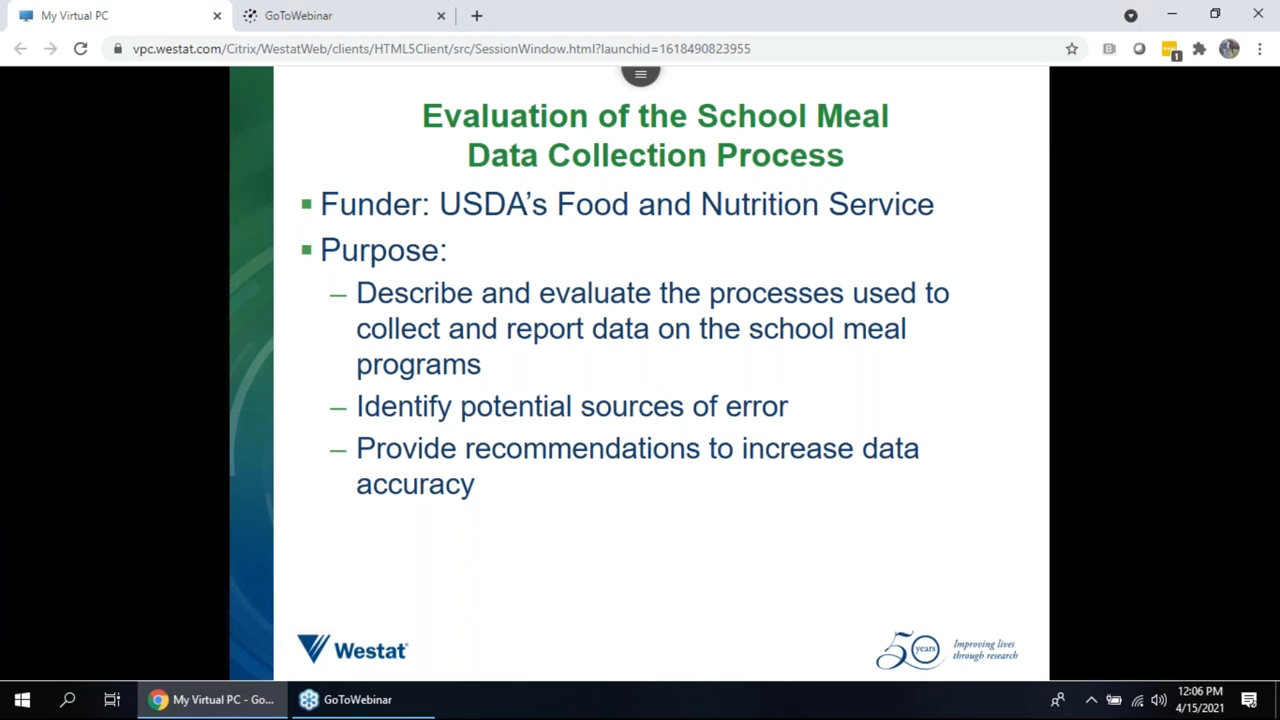 My Virtual PC
GoToWebinar
vpc.westat.com/Citrix/WestatWeb/clients/HTML5Client/src/SessionWindow.html?launchid=1618490823955
1
Evaluation of the School Meal
Data Collection Process
Funder: USDA’s Food and Nutrition Service
Purpose:
– Describe and evaluate the processes used to
collect and report data on the school meal
programs
– Identify potential sources of error
– Provide recommendations to increase data
accuracy
Westat®
50 years
Improving lives
through research
My Virtual PC - Go...
GoToWebinar
12:06 PM
4/15/2021